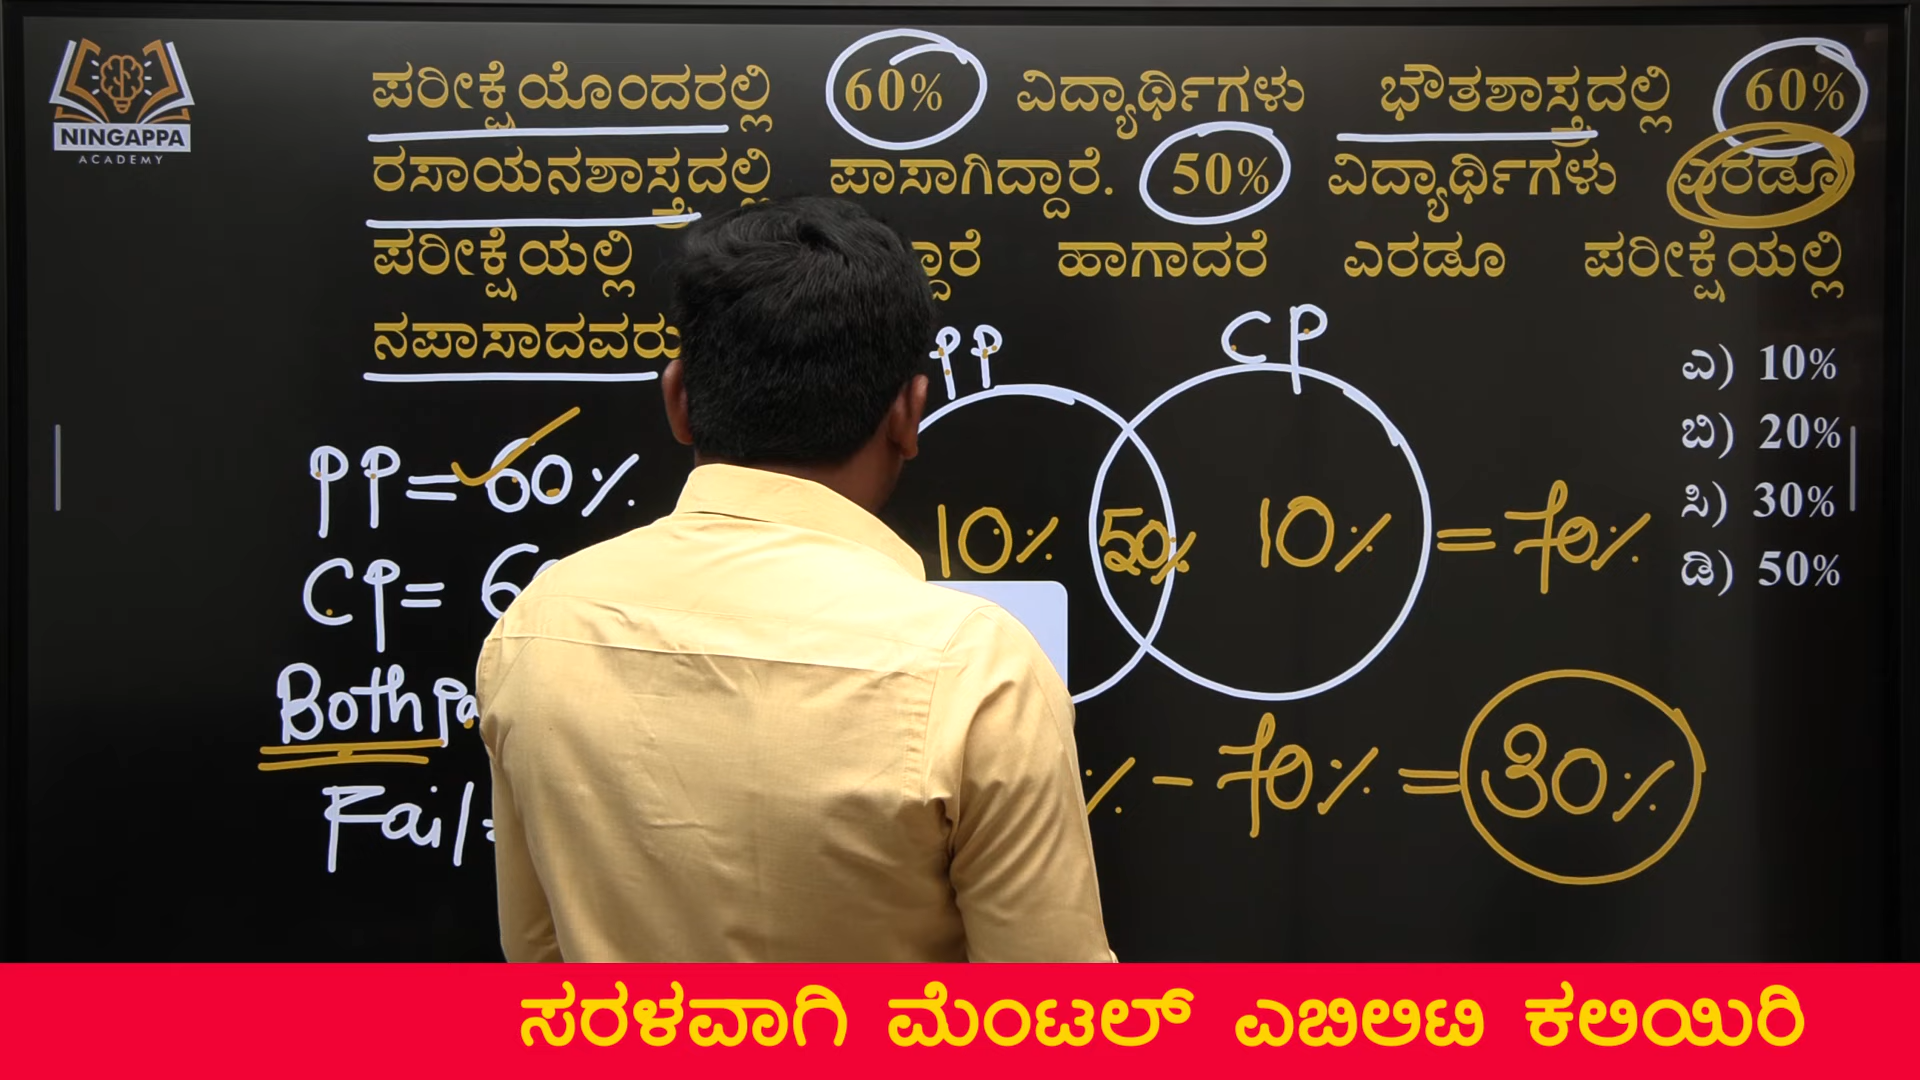 NINGAPPA
ACADEMY
ಪರೀಕ್ಷೆಯೊಂದರಲ್ಲಿ 60% ವಿದ್ಯಾರ್ಥಿಗಳು ಭೌತಶಾಸ್ತ್ರದಲ್ಲಿ 60%
ರಸಾಯನಶಾಸ್ತ್ರದಲ್ಲಿ ಪಾಸಾಗಿದ್ದಾರೆ. 50% ವಿದ್ಯಾರ್ಥಿಗಳು ಎರಡೂ
ಪರೀಕ್ಷೆಯಲ್ಲಿ ಹಾಗಾದರೆ ಎರಡೂ ಪರೀಕ್ಷೆಯಲ್ಲಿ
ನಪಾಸಾದವರು
PP CP
ಎ) 10%
ಬಿ) 20%
ಸಿ) 30%
ಡಿ) 50%
PP = 60%
10% 50% 10% = 70%
CP =
Both
% - 70% = 30%
Fail =
ಸರಳವಾಗಿ ಮೆಂಟಲ್ ಎಬಿಲಿಟಿ ಕಲಿಯಿರಿ